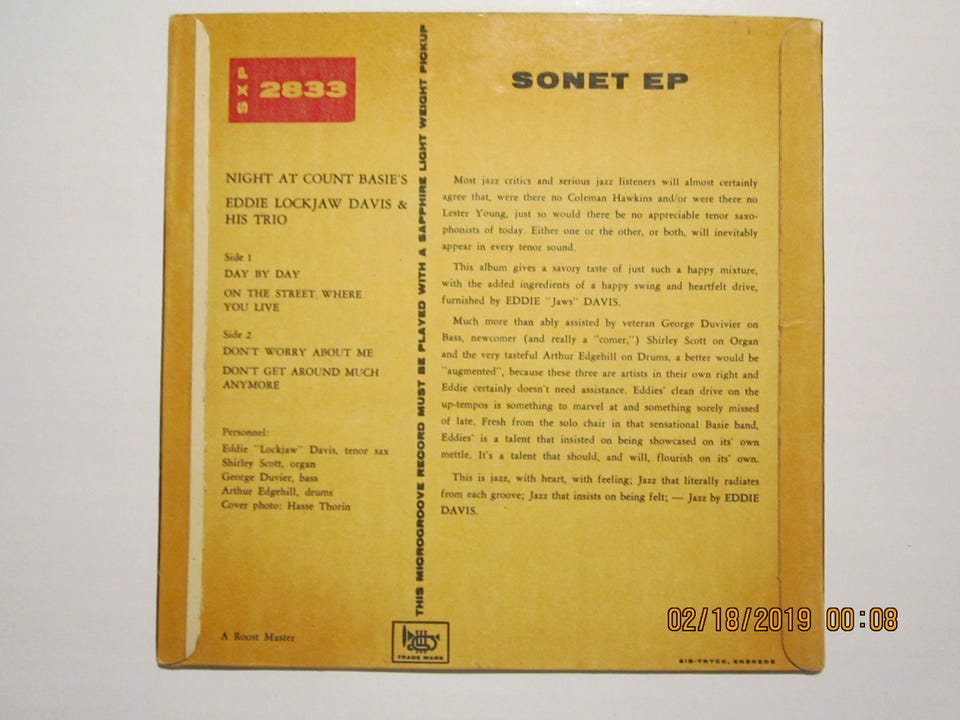 SXP 2833
NIGHT AT COUNT BASIE'S
EDDIE LOCKJAW DAVIS &
HIS TRIO
Side 1
DAY BY DAY
ON THE STREET WHERE
YOU LIVE
Side 2
DON'T WORRY ABOUT ME
DON'T GET AROUND MUCH
ANYMORE
Personnel:
Eddie "Lockjaw" Davis, tenor sax
Shirley Scott, organ
George Duvier, bass
Arthur Edgehill, drums
Cover photo: Hasse Thorin
A Roost Master
THIS MICROGROOVE RECORD MUST BE PLAYED WITH A SAPPHIRE LIGHT WEIGHT PICKUP
TRADE MARK
SONET EP
Most jazz critics and serious jazz listeners will almost certainly
agree that, were there no Coleman Hawkins and/or were there no
Lester Young, just so would there be no appreciable tenor saxo-
phonists of today. Either one or the other, or both, will inevitably
appear in every tenor sound.
This album gives a savory taste of just such a happy mixture,
with the added ingredients of a happy swing and heartfelt drive,
furnished by EDDIE "Jaws" DAVIS.
Much more than ably assisted by veteran George Duvivier on
Bass, newcomer (and really a "comer,") Shirley Scott on Organ
and the very tasteful Arthur Edgehill on Drums, a better would be
"augmented", because these three are artists in their own right and
Eddie certainly doesn't need assistance. Eddies' clean drive on the
up-tempos is something to marvel at and something sorely missed
of late. Fresh from the solo chair in that sensational Basie band,
Eddies' is a talent that insisted on being showcased on its' own
mettle. It's a talent that should, and will, flourish on its' own.
This is jazz, with heart, with feeling; Jazz that literally radiates
from each groove; Jazz that insists on being felt; — Jazz by EDDIE
DAVIS.
SIB-TRYCK, ENSKEDE
02/18/2019 00:08